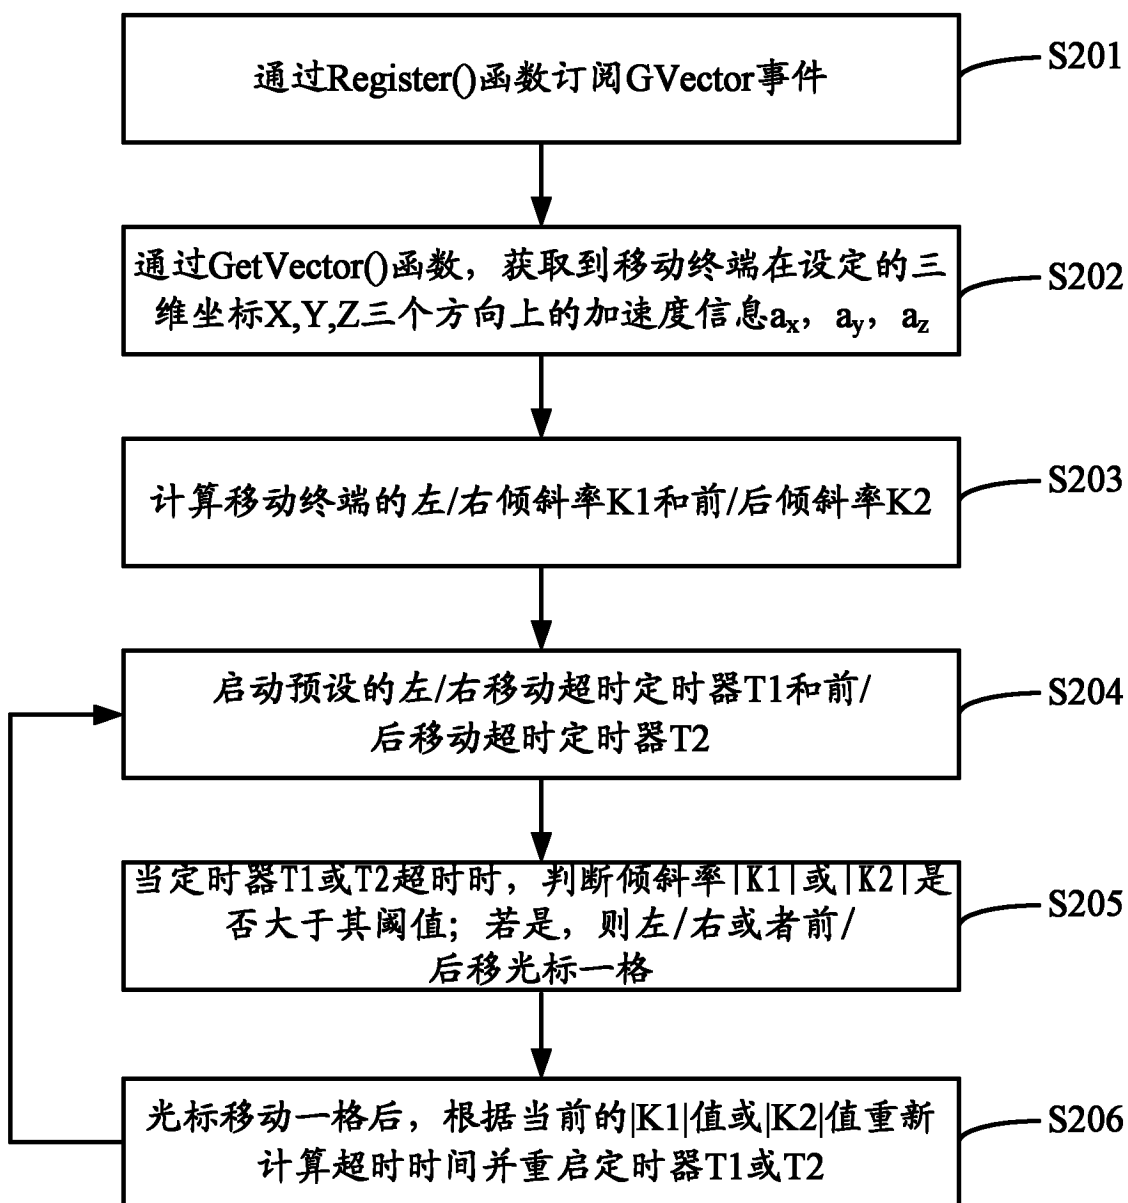 通过Register()函数订阅GVector事件
S201
通过GetVector()函数，获取到移动终端在设定的三
维坐标X,Y,Z三个方向上的加速度信息aₓ，a_y，a_z
S202
计算移动终端的左/右倾斜率K1和前/后倾斜率K2
S203
启动预设的左/右移动超时定时器T1和前/
后移动超时定时器T2
S204
当定时器T1或T2超时时，判断倾斜率|K1|或|K2|是
否大于其阈值；若是，则左/右或者前/
后移光标一格
S205
光标移动一格后，根据当前的|K1|值或|K2|值重新
计算超时时间并重启定时器T1或T2
S206